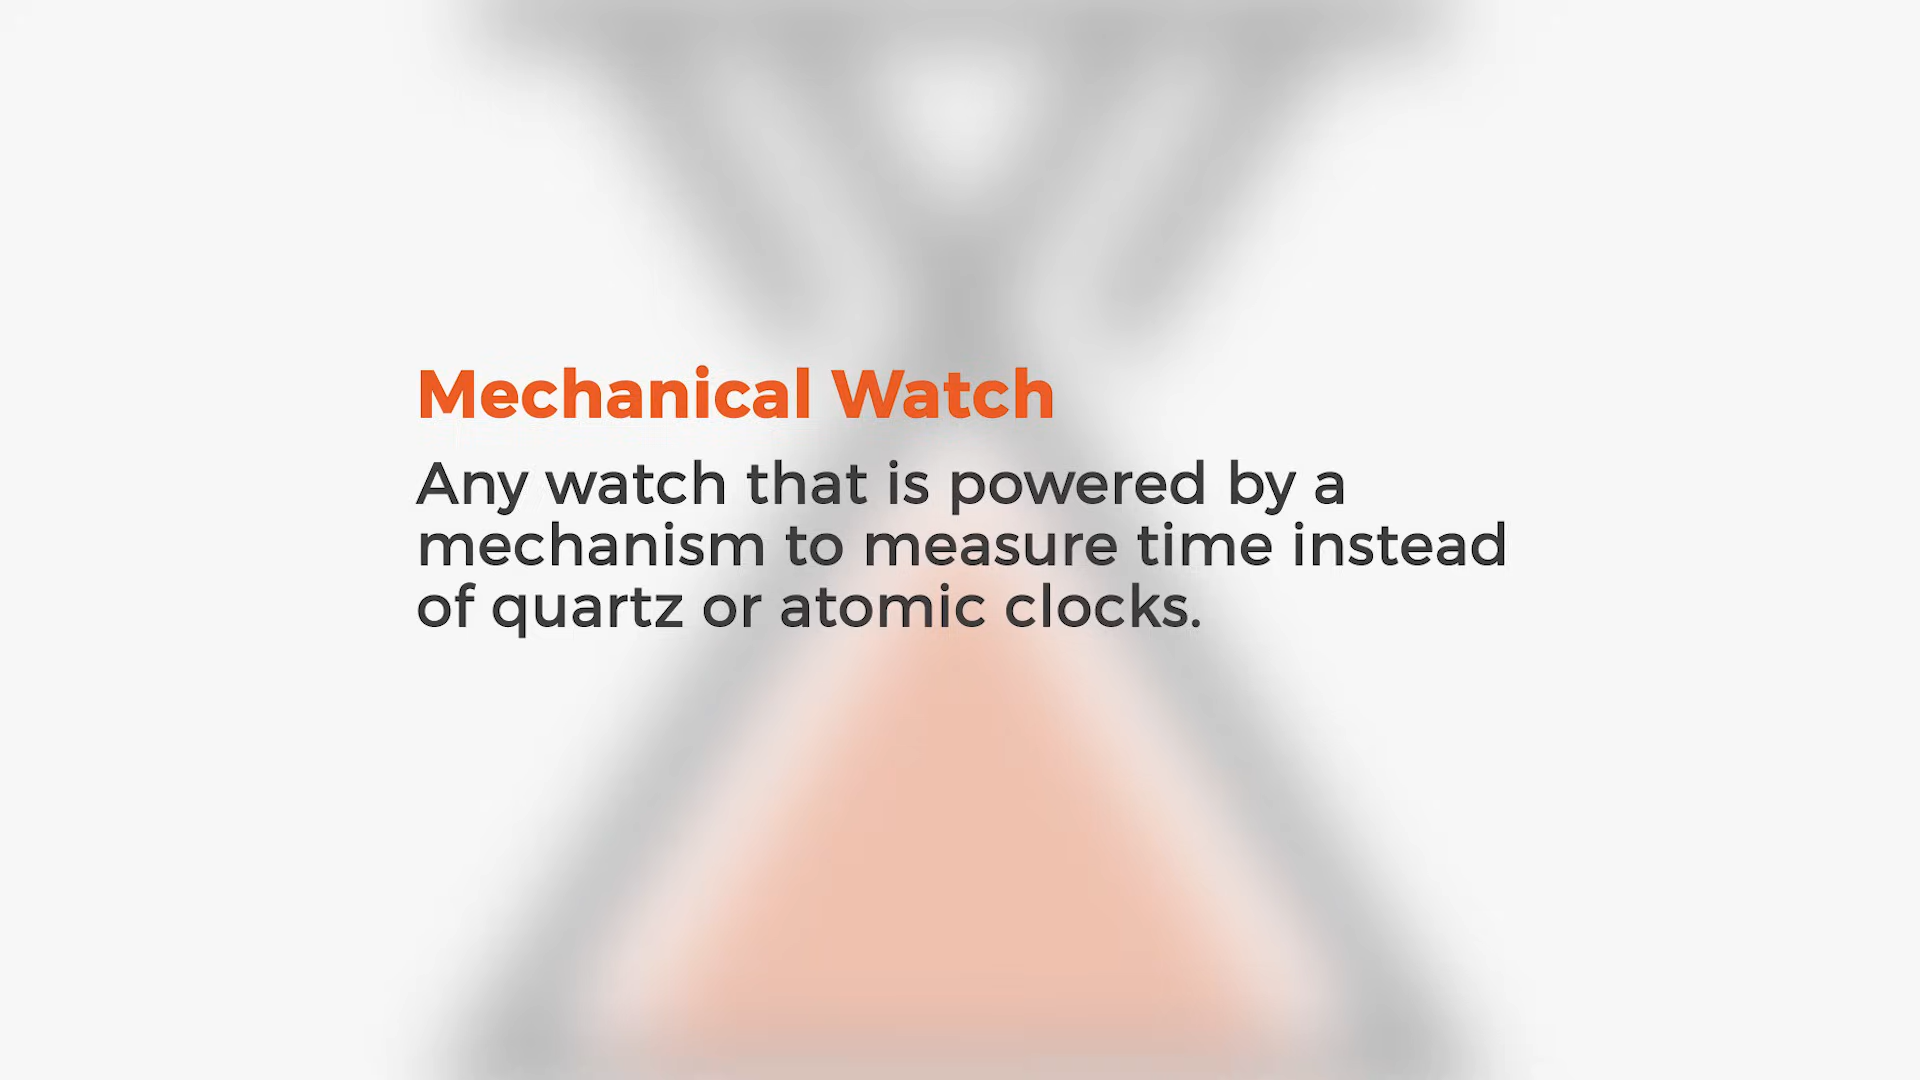 Mechanical Watch
Any watch that is powered by a
mechanism to measure time instead
of quartz or atomic clocks.